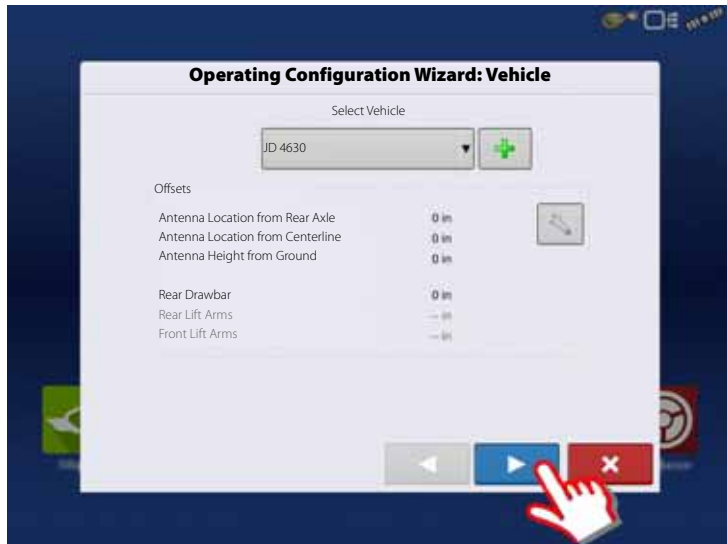 Operating Configuration Wizard: Vehicle
Select Vehicle
JD 4630
Offsets
Antenna Location from Rear Axle 0 in
Antenna Location from Centerline 0 in
Antenna Height from Ground 0 in
Rear Drawbar 0 in
Rear Lift Arms -- in
Front Lift Arms -- in